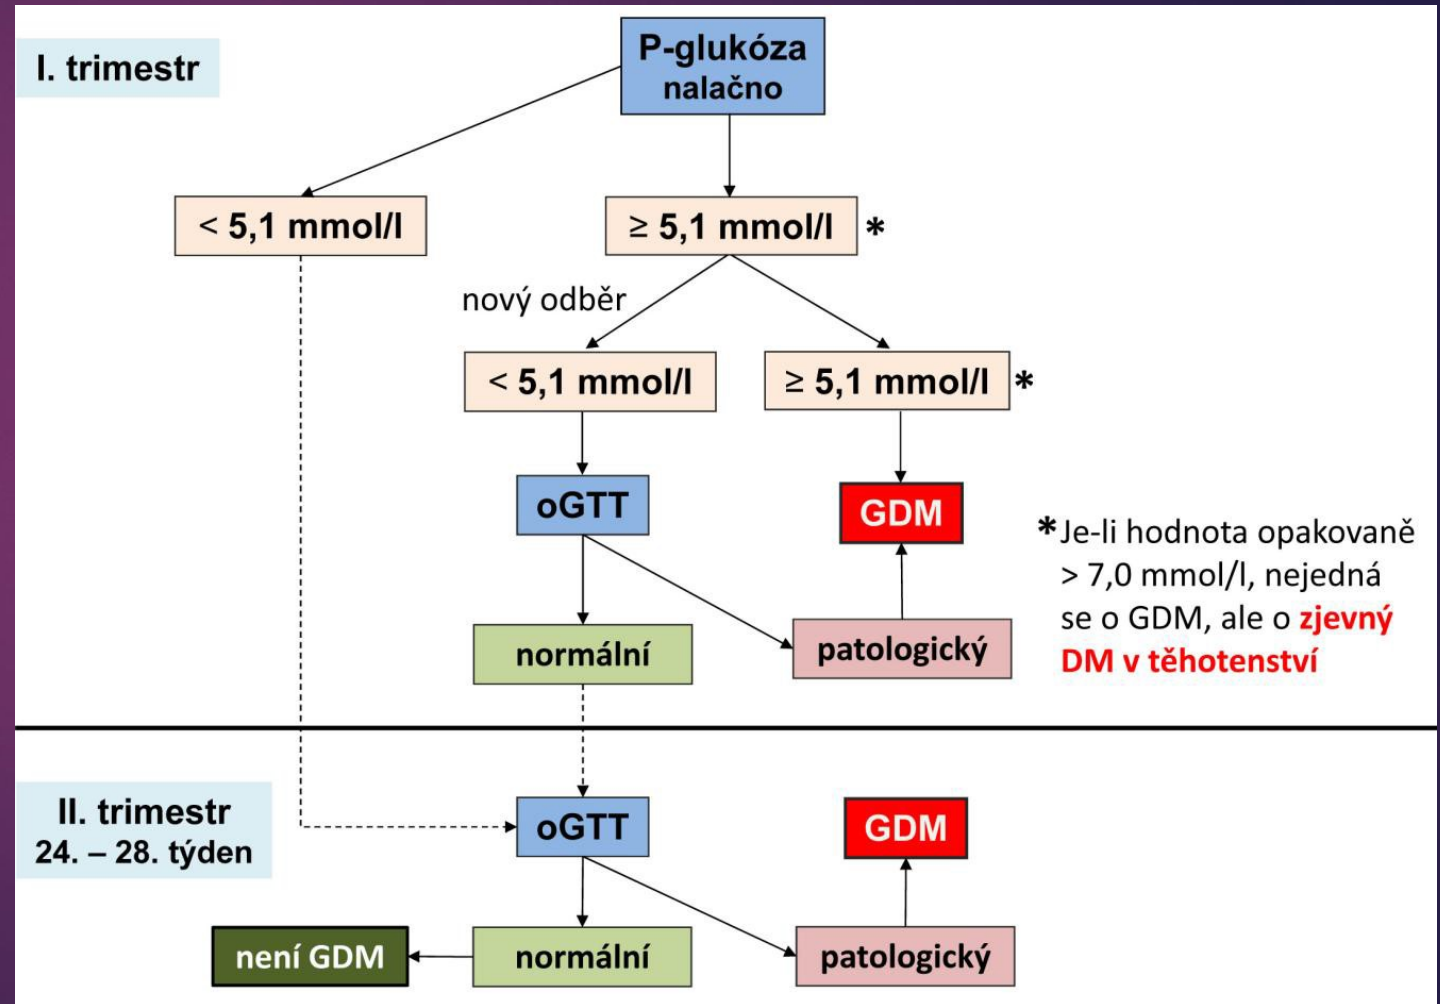 I. trimestr
P-glukóza
nalačno
< 5,1 mmol/l
≥ 5,1 mmol/l *
nový odběr
< 5,1 mmol/l
≥ 5,1 mmol/l *
oGTT
GDM
* Je-li hodnota opakovaně
> 7,0 mmol/l, nejedná
se o GDM, ale o zjevný
DM v těhotenství
normální
patologický
II. trimestr
24. – 28. týden
oGTT
GDM
není GDM
normální
patologický